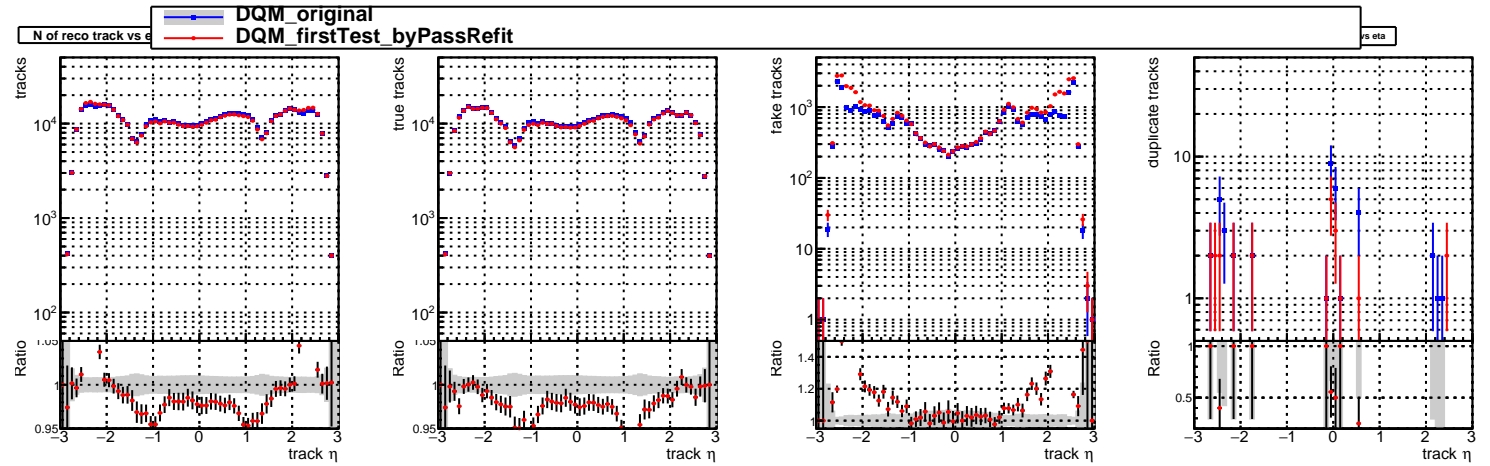 DQM_original
DQM_firstTest_byPassRefit
N of reco track vs e
vs eta
tracks
10⁴
10³
10²
Ratio
1.05
1
0.95
−3 −2 −1 0 1 2 3
track η
true tracks
10⁴
10³
10²
Ratio
1.05
1
0.95
−3 −2 −1 0 1 2 3
track η
fake tracks
10³
10²
10
1
Ratio
1.4
1.2
1
−3 −2 −1 0 1 2 3
track η
duplicate tracks
10
1
Ratio
1
0.5
−3 −2 −1 0 1 2 3
track η